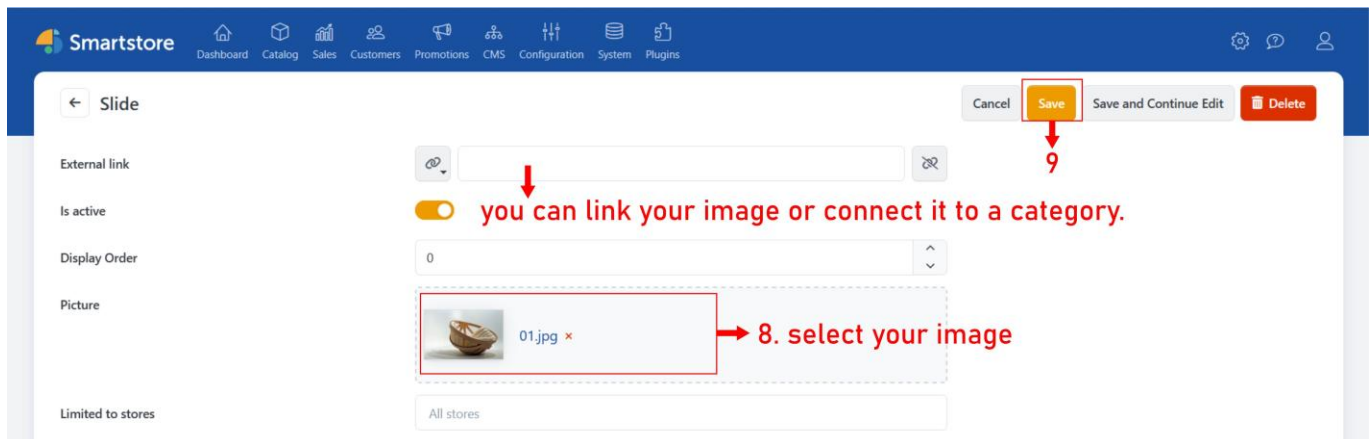 Smartstore
Dashboard Catalog Sales Customers Promotions CMS Configuration System Plugins
Slide
Cancel Save Save and Continue Edit Delete
9
External link
you can link your image or connect it to a category.
Is active
Display Order
0
Picture
01.jpg ×
8. select your image
Limited to stores
All stores